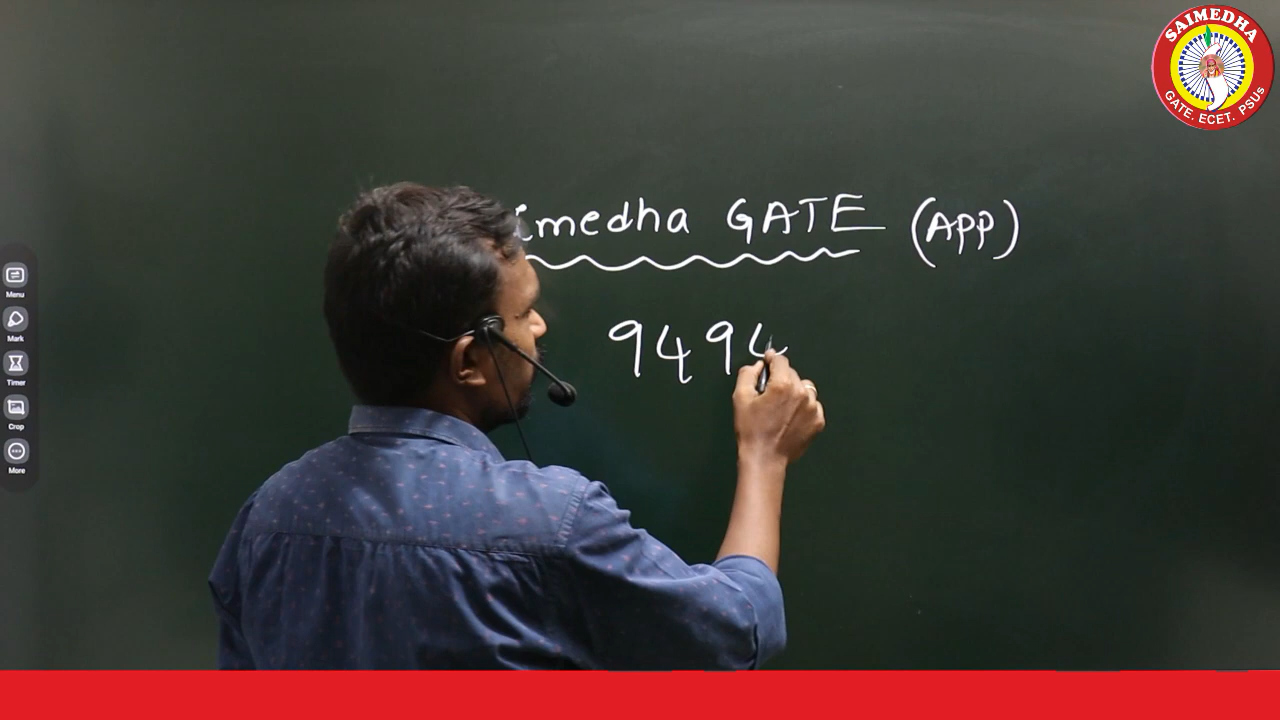 SAIMEDHA
GATE. ECET. PSUs
imedha GATE (APP)
949
Menu
Mark
Timer
Crop
More